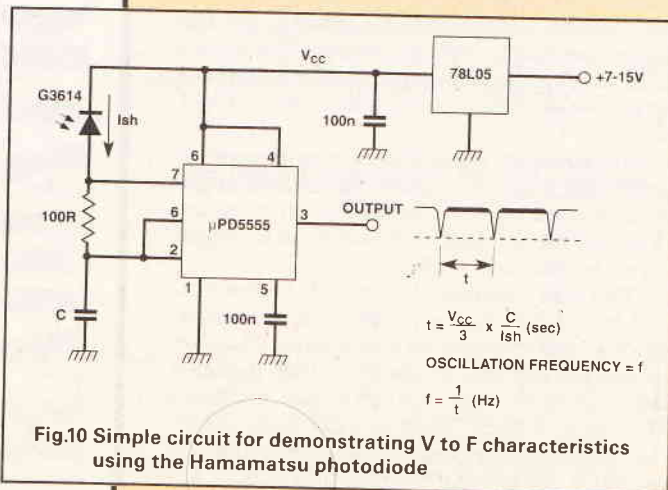 VCC
78L05
+7-15V
G3614
Ish
100n
6
4
7
100R
6
µPD5555
3
OUTPUT
2
1
5
C
100n
t
t = VCC/3 x C/Ish (sec)
OSCILLATION FREQUENCY = f
f = 1/t (Hz)
Fig.10 Simple circuit for demonstrating V to F characteristics
using the Hamamatsu photodiode